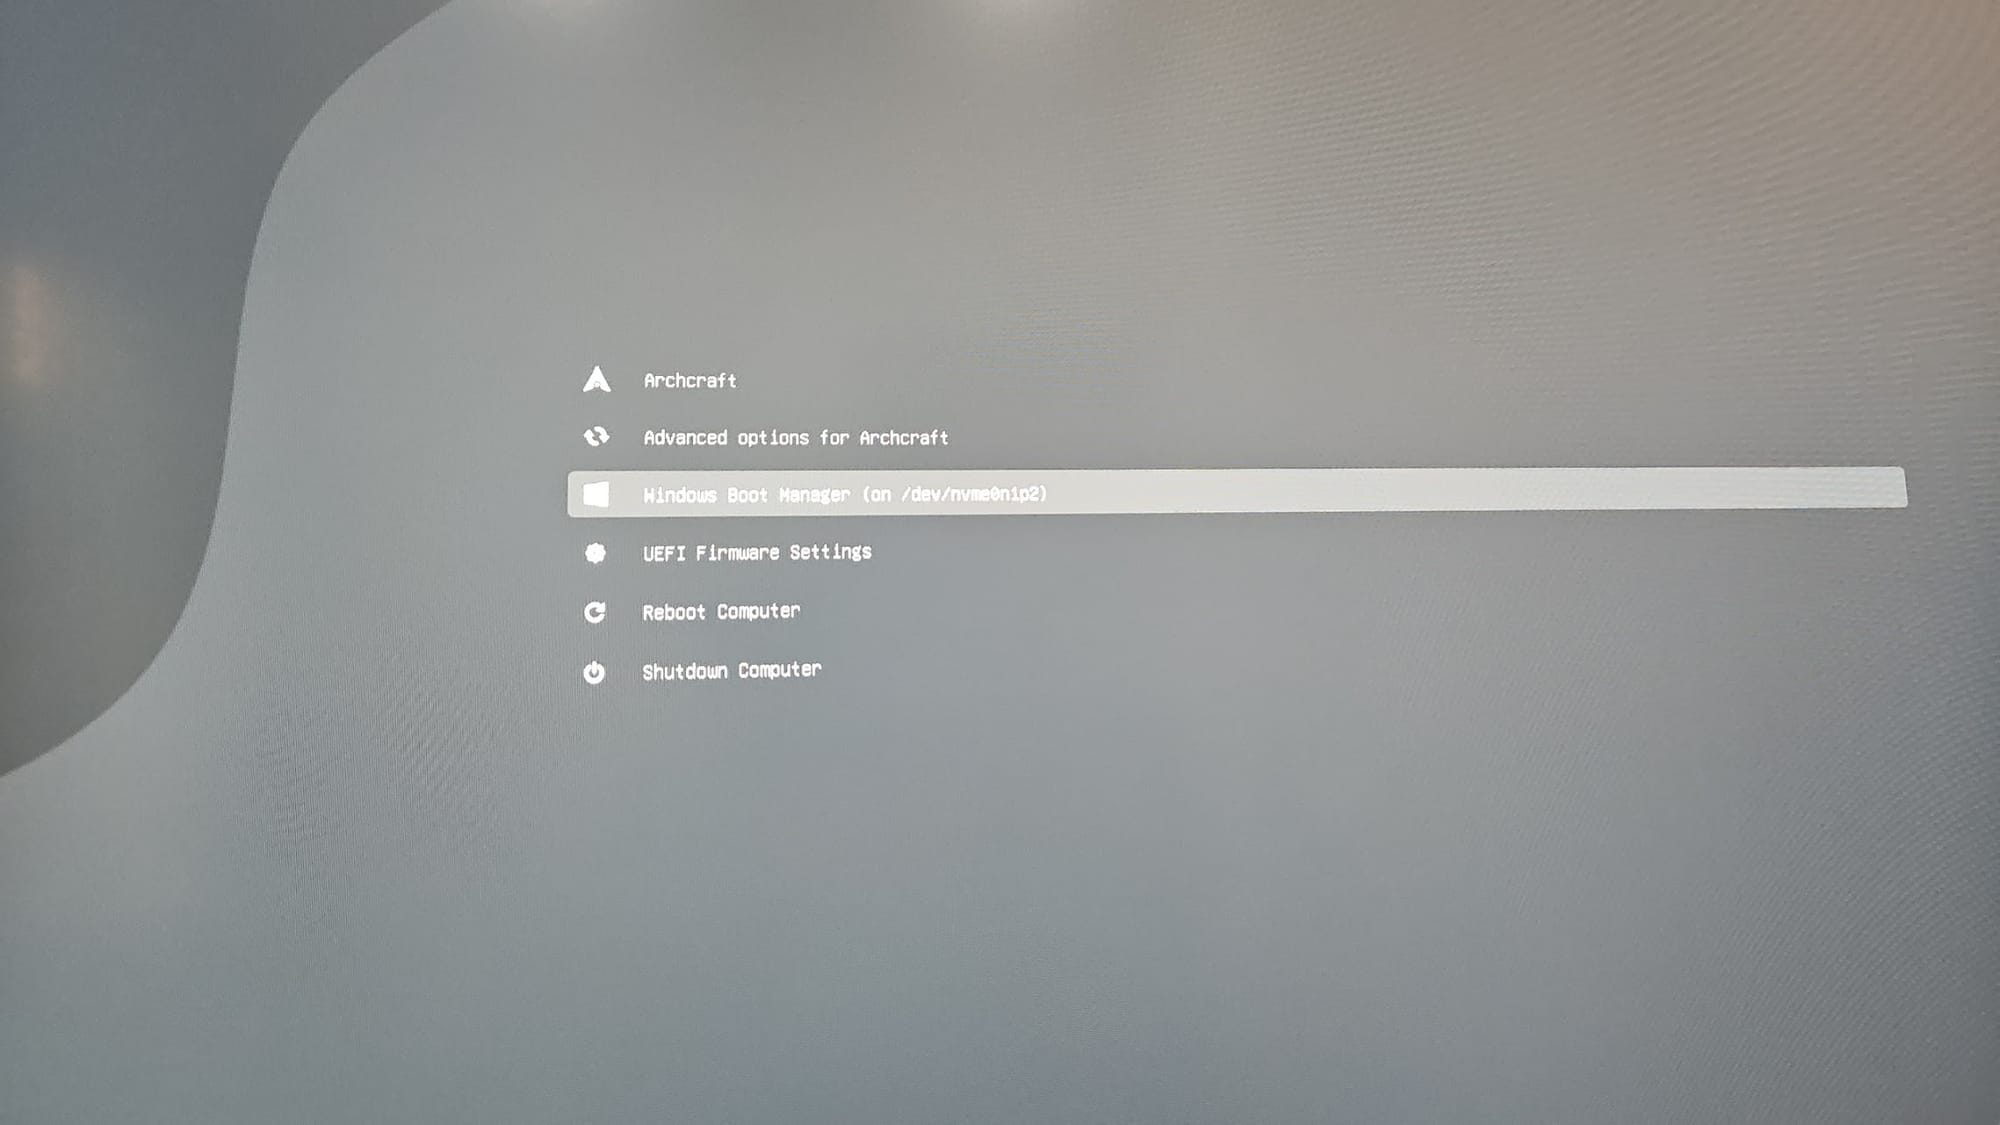 Archcraft
Advanced options for Archcraft
Windows Boot Manager (on /dev/nvme0n1p2)
UEFI Firmware Settings
Reboot Computer
Shutdown Computer